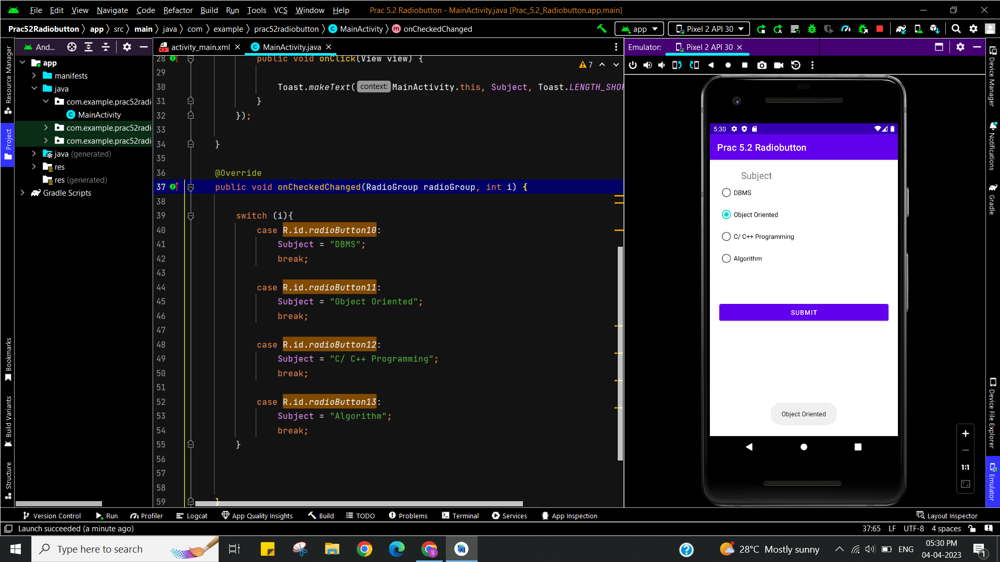 File Edit View Navigate Code Refactor Build Run Tools VCS Window Help Prac 5.2 Radiobutton - MainActivity.java [Prac_5.2_Radiobutton.app.main]
Prac52Radiobutton app src main java com example prac52radiobutton MainActivity onCheckedChanged app Pixel 2 API 30
And... activity_main.xml MainActivity.java Emulator: Pixel 2 API 30
Resource Manager
Project
Bookmarks
Build Variants
Structure
app
manifests
java
com.example.prac52radi
MainActivity
com.example.prac52radi
com.example.prac52radi
java (generated)
res
res (generated)
Gradle Scripts
7
28 public void onClick(View view) {
29
30 Toast.makeText( context: MainActivity.this, Subject, Toast.LENGTH_SHOR
31 }
32 });
33
34 }
35
36 @Override
37 public void onCheckedChanged(RadioGroup radioGroup, int i) {
38
39 switch (i){
40 case R.id.radioButton10:
41 Subject = "DBMS";
42 break;
43
44 case R.id.radioButton11:
45 Subject = "Object Oriented";
46 break;
47
48 case R.id.radioButton12:
49 Subject = "C/ C++ Programming";
50 break;
51
52 case R.id.radioButton13:
53 Subject = "Algorithm";
54 break;
55 }
56
57
58
59 }
5:30
Prac 5.2 Radiobutton
Subject
DBMS
Object Oriented
C/ C++ Programming
Algorithm
SUBMIT
Object Oriented
1:1
Device Manager
Notifications
Gradle
Device File Explorer
Emulator
Version Control Run Profiler Logcat App Quality Insights Build TODO Problems Terminal Services App Inspection Layout Inspector
Launch succeeded (a minute ago) 37:65 LF UTF-8 4 spaces
Type here to search 28°C Mostly sunny ENG 05:30 PM
04-04-2023
1